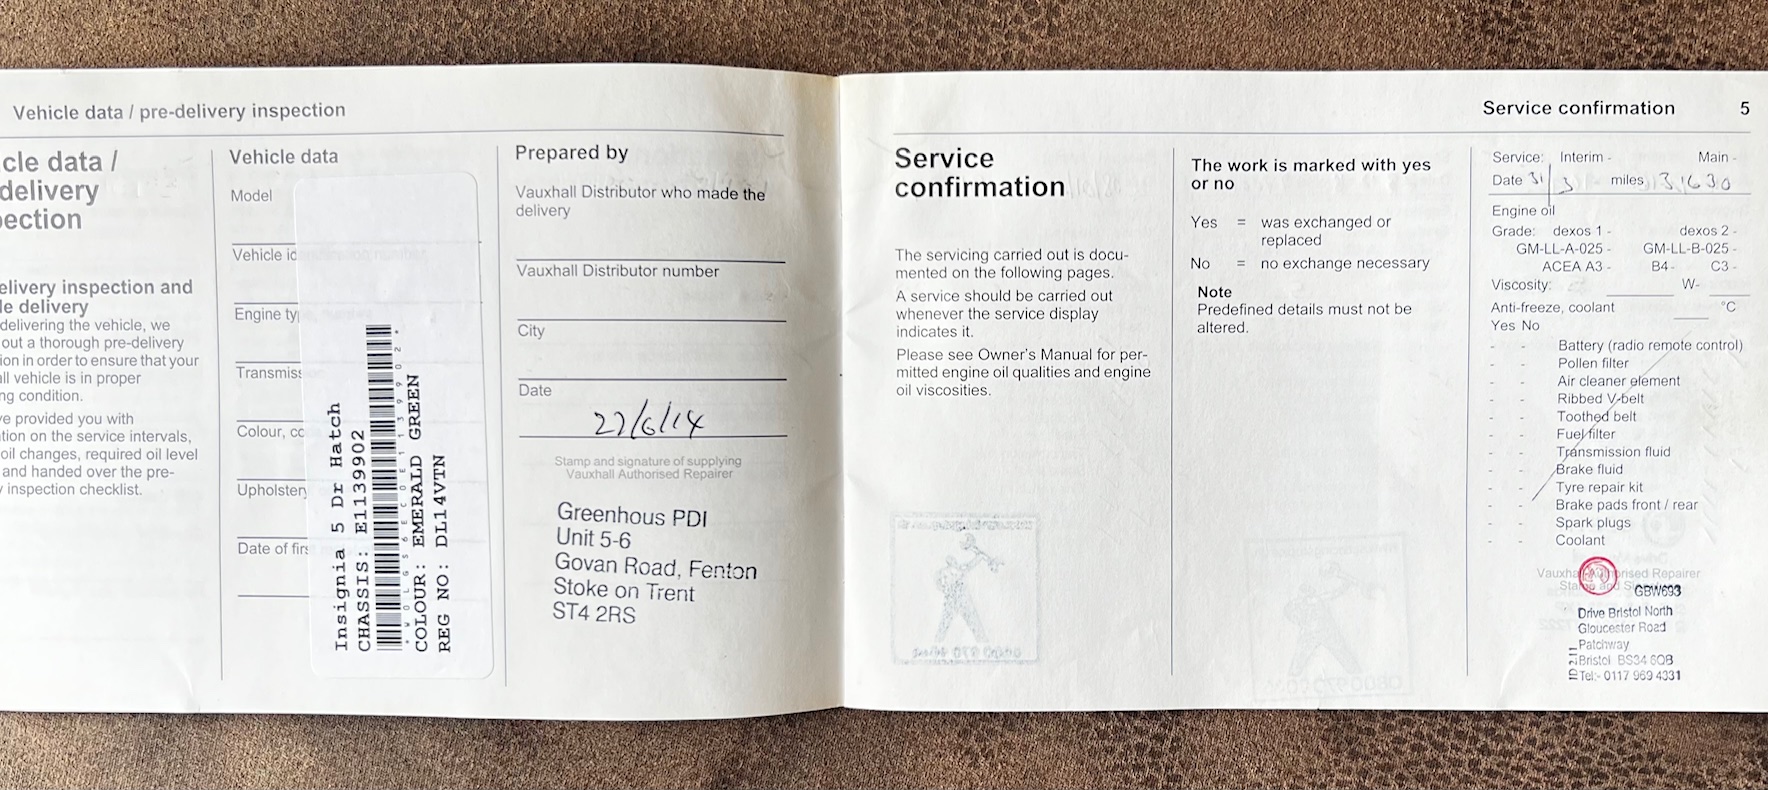 Vehicle data / pre-delivery inspection
cle data /
delivery
ection
elivery inspection and
le delivery
delivering the vehicle, we
out a thorough pre-delivery
ion in order to ensure that your
ll vehicle is in proper
ng condition.
ve provided you with
tion on the service intervals,
oil changes, required oil level
and handed over the pre-
y inspection checklist.
Vehicle data
Model
Vehicle id
Engine ty
Transmis
Colour, co
Upholster
Date of firs
Insignia 5 Dr Hatch
CHASSIS: E1139902
COLOUR: EMERALD GREEN
REG NO: DL14VTN
Prepared by
Vauxhall Distributor who made the
delivery
Vauxhall Distributor number
City
Date
27/6/14
Stamp and signature of supplying
Vauxhall Authorised Repairer
Greenhous PDI
Unit 5-6
Govan Road, Fenton
Stoke on Trent
ST4 2RS
Service confirmation 5
Service
confirmation
The servicing carried out is docu-
mented on the following pages.
A service should be carried out
whenever the service display
indicates it.
Please see Owner's Manual for per-
mitted engine oil qualities and engine
oil viscosities.
The work is marked with yes
or no
Yes = was exchanged or
replaced
No = no exchange necessary
Note
Predefined details must not be
altered.
Service: Interim - Main -
Date 31/3 miles 31630
Engine oil
Grade: dexos 1 - dexos 2 -
GM-LL-A-025 - GM-LL-B-025 -
ACEA A3 - B4 - C3 -
Viscosity: W-
Anti-freeze, coolant °C
Yes No
- - Battery (radio remote control)
- - Pollen filter
- - Air cleaner element
- - Ribbed V-belt
- - Toothed belt
- - Fuel filter
- - Transmission fluid
- - Brake fluid
- - Tyre repair kit
- - Brake pads front / rear
- - Spark plugs
- - Coolant
Vauxhall Authorised Repairer
Stamp and
GBW693
Drive Bristol North
Gloucester Road
Patchway
Bristol BS34 6QB
Tel:- 0117 969 4331